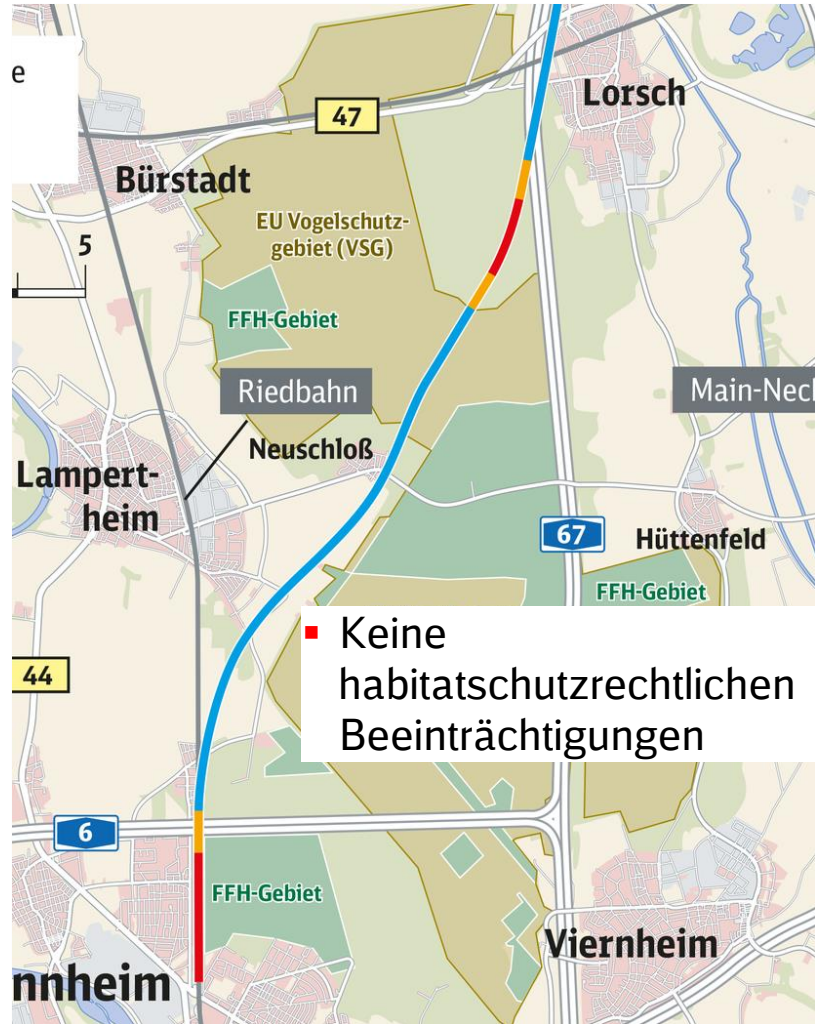 e
Lorsch
47
Bürstadt
EU Vogelschutz-
gebiet (VSG)
5
FFH-Gebiet
Riedbahn
Main-Neck
Neuschloß
Lampert-
heim
67
Hüttenfeld
FFH-Gebiet
Keine
habitatschutzrechtlichen
Beeinträchtigungen
44
6
FFH-Gebiet
Viernheim
nnheim